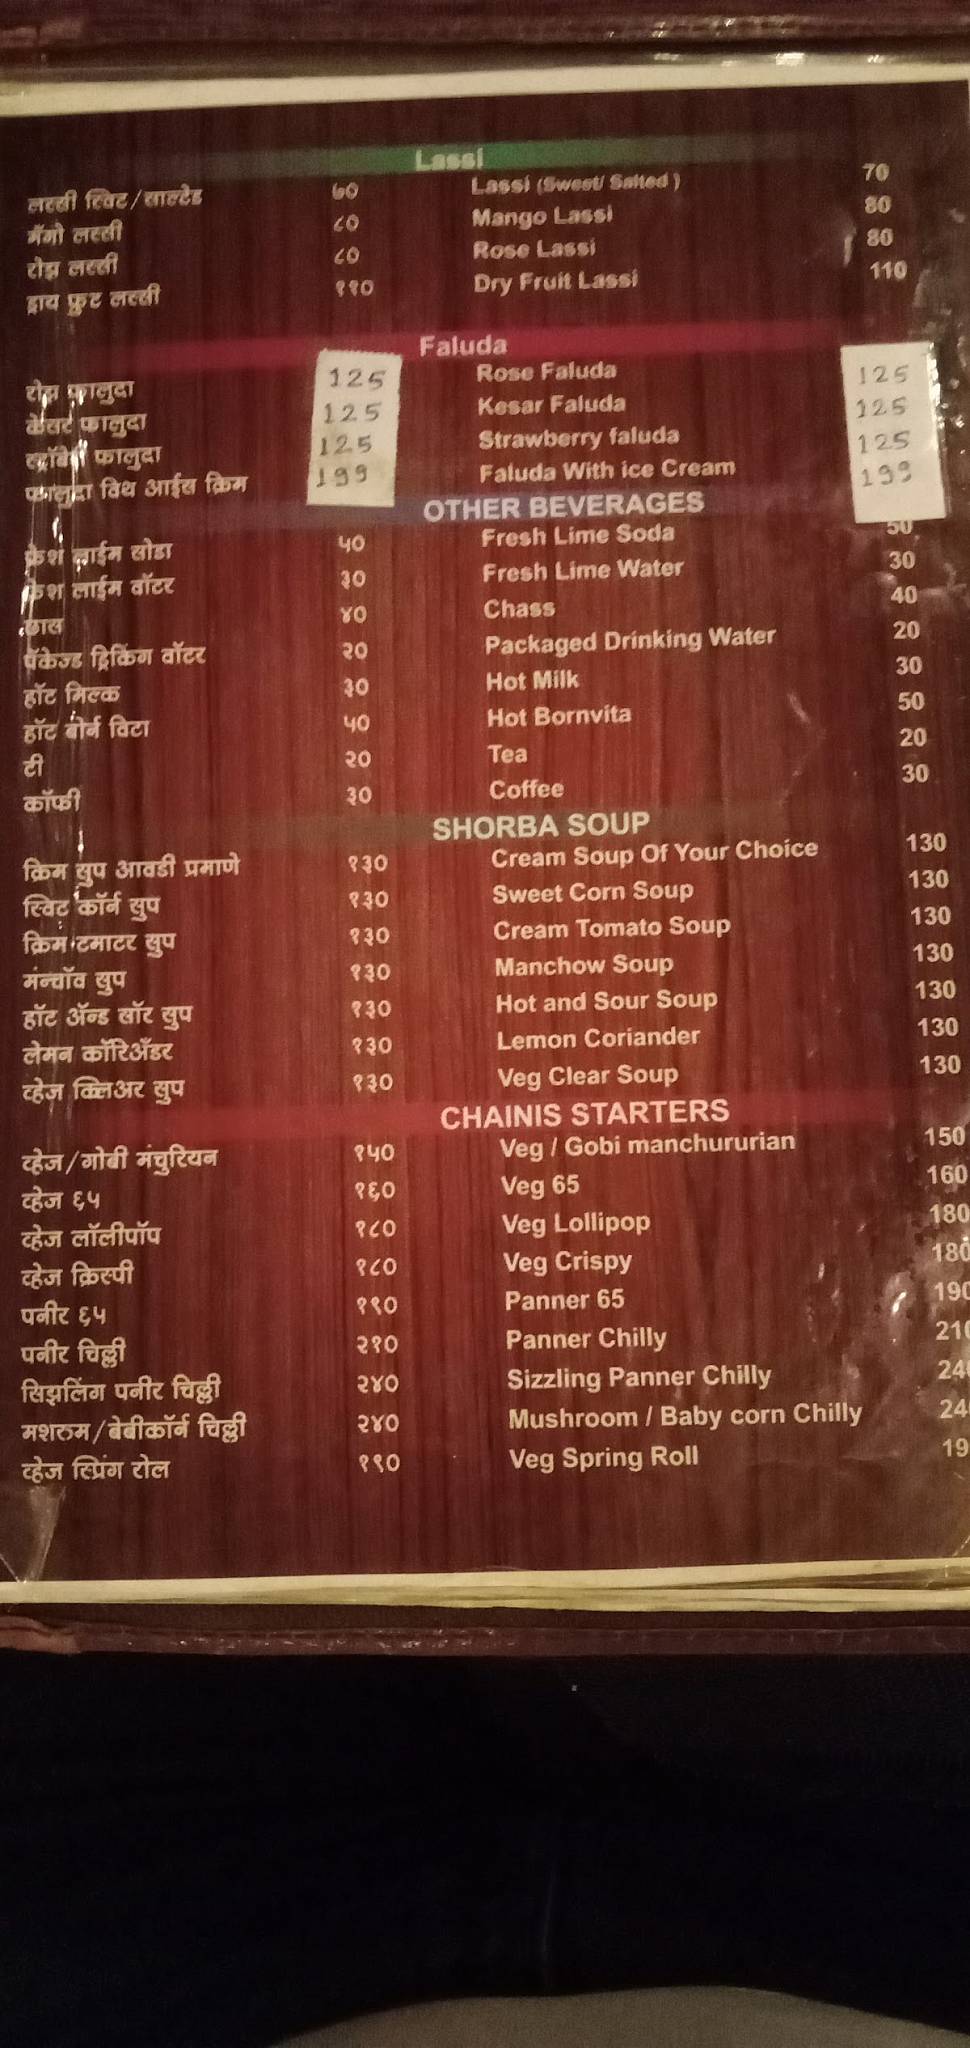 Lassi
लस्सी स्विट/साल्टेड ७० Lassi (Sweet/ Salted ) 70
मँगो लस्सी ८० Mango Lassi 80
रोझ लस्सी ८० Rose Lassi 80
ड्राय फ्रुट लस्सी ११० Dry Fruit Lassi 110
Faluda
रोझ फालुदा 125 Rose Faluda 125
केसर फालुदा 125 Kesar Faluda 125
स्ट्रॉबेरी फालुदा 125 Strawberry faluda 125
फालुदा विथ आईस क्रिम 199 Faluda With ice Cream 199
OTHER BEVERAGES
फ्रेश लाईम सोडा ५० Fresh Lime Soda 50
फ्रेश लाईम वॉटर ३० Fresh Lime Water 30
छास ४० Chass 40
पॅकेज्ड ड्रिकिंग वॉटर २० Packaged Drinking Water 20
हॉट मिल्क ३० Hot Milk 30
हॉट बोर्न विटा ५० Hot Bornvita 50
टी २० Tea 20
कॉफी ३० Coffee 30
SHORBA SOUP
क्रिम सुप आवडी प्रमाणे १३० Cream Soup Of Your Choice 130
स्विट कॉर्न सुप १३० Sweet Corn Soup 130
क्रिम टमाटर सुप १३० Cream Tomato Soup 130
मंन्चॉव सुप १३० Manchow Soup 130
हॉट ॲन्ड सॉर सुप १३० Hot and Sour Soup 130
लेमन कॉरिअँडर १३० Lemon Coriander 130
व्हेज क्लिअर सुप १३० Veg Clear Soup 130
CHAINIS STARTERS
व्हेज/गोबी मंचुरियन १५० Veg / Gobi manchururian 150
व्हेज ६५ १६० Veg 65 160
व्हेज लॉलीपॉप १८० Veg Lollipop 180
व्हेज क्रिस्पी १८० Veg Crispy 180
पनीर ६५ १९० Panner 65 190
पनीर चिल्ली २१० Panner Chilly 210
सिझलिंग पनीर चिल्ली २४० Sizzling Panner Chilly 24
मशरुम/बेबीकॉर्न चिल्ली २४० Mushroom / Baby corn Chilly 24
व्हेज स्प्रिंग रोल १९० Veg Spring Roll 19